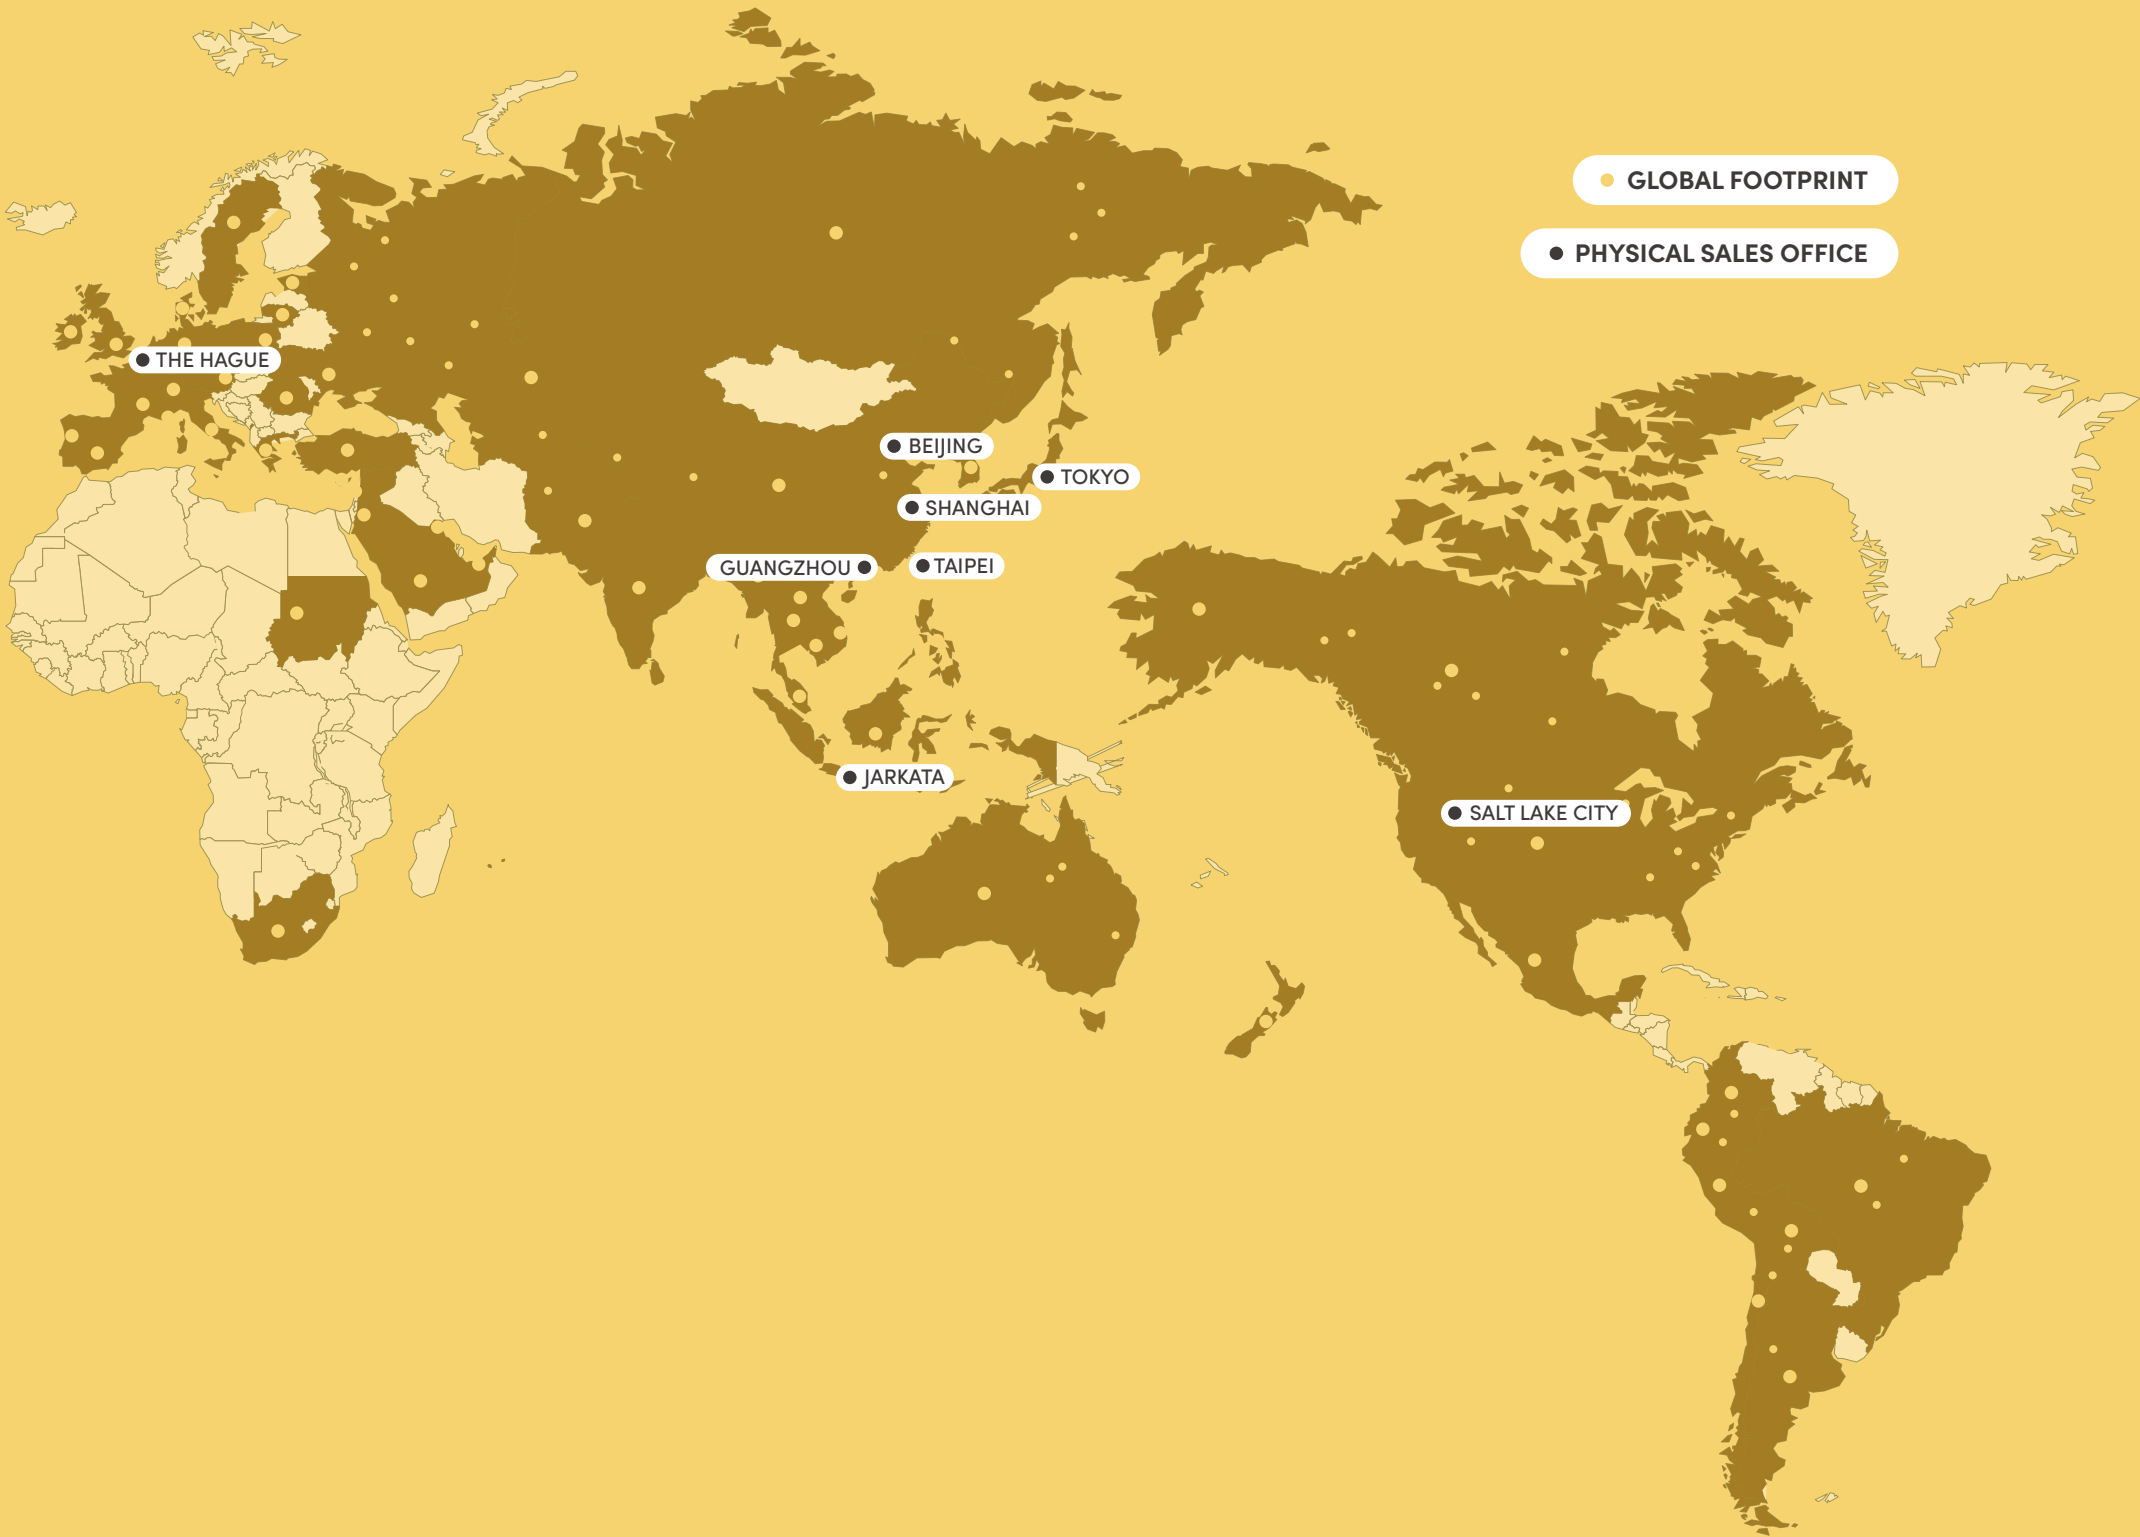 GLOBAL FOOTPRINT
PHYSICAL SALES OFFICE
THE HAGUE
BEIJING
TOKYO
SHANGHAI
GUANGZHOU
TAIPEI
JARKATA
SALT LAKE CITY